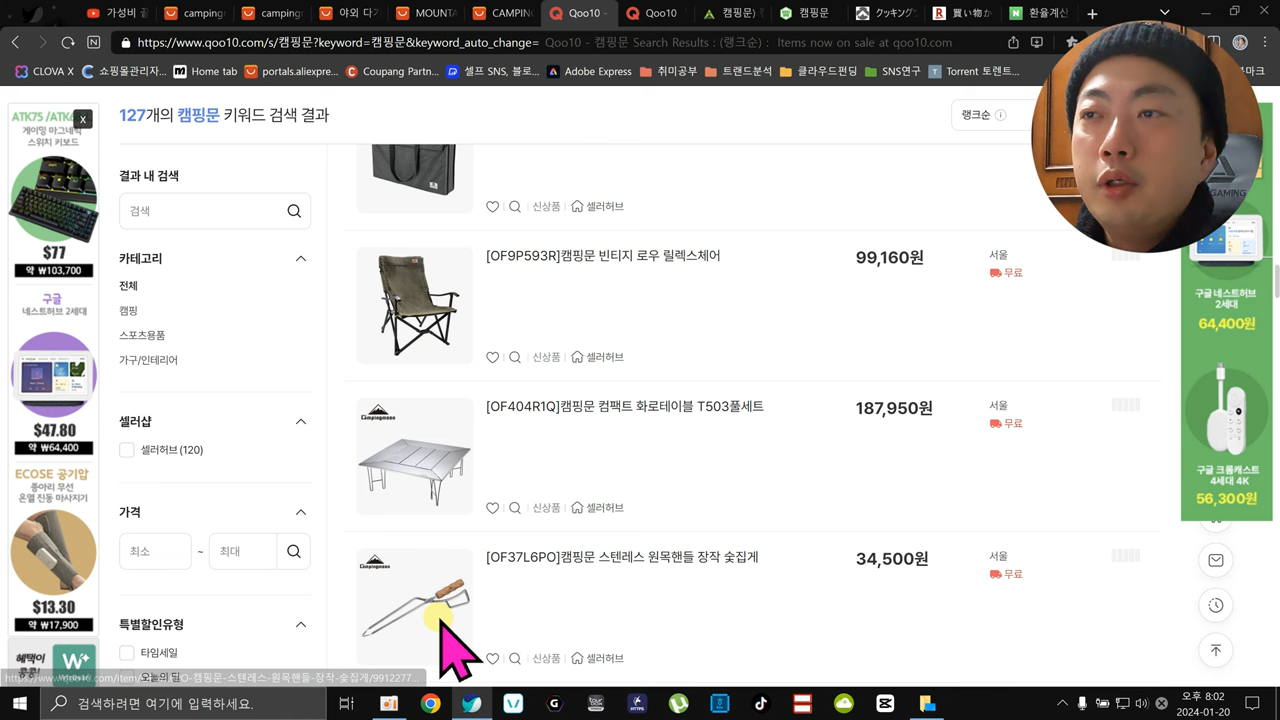 가성비 끝
camping
camping
야외 다기
MOUNTA
CAMPING
Qoo10 -
Qoo10
캠핑문)
캠핑문
クッキング
買い物か
환율계산
https://www.qoo10.com/s/캠핑문?keyword=캠핑문&keyword_auto_change= Qoo10 - 캠핑문 Search Results : (랭크순) : Items now on sale at qoo10.com
CLOVA X
쇼핑몰관리자...
Home tab
portals.aliexpre...
Coupang Partn...
셀프 SNS, 블로...
Adobe Express
취미공부
트랜드분석
클라우드펀딩
SNS연구
Torrent 토렌트...
북마크
ATK75 /ATK6
게이밍 마그네틱
스위치 키보드
X
$77
약 ₩103,700
구글
네스트허브 2세대
$47.80
약 ₩64,400
ECOSE 공기압
종아리 무선
온열 진동 마사지기
$13.30
약 ₩17,900
혜택이
W+
127개의 캠핑문 키워드 검색 결과
랭크순
결과 내 검색
검색
카테고리
전체
캠핑
스포츠용품
가구/인테리어
셀러샵
셀러허브 (120)
가격
최소 ~ 최대
특별할인유형
타임세일
오늘의 딜
신상품 셀러허브
[OF9P593R]캠핑문 빈티지 로우 릴렉스체어
99,160원
서울
무료
신상품 셀러허브
Campingmoon
[OF404R1Q]캠핑문 컴팩트 화로테이블 T503풀세트
187,950원
서울
무료
신상품 셀러허브
Campingmoon
[OF37L6PO]캠핑문 스텐레스 원목핸들 장작 숯집게
34,500원
서울
무료
신상품 셀러허브
GAMING
구글 네스트허브
2세대
64,400원
구글 크롬캐스트
4세대 4K
56,300원
검색하려면 여기에 입력하세요.
오후 8:02
2024-01-20